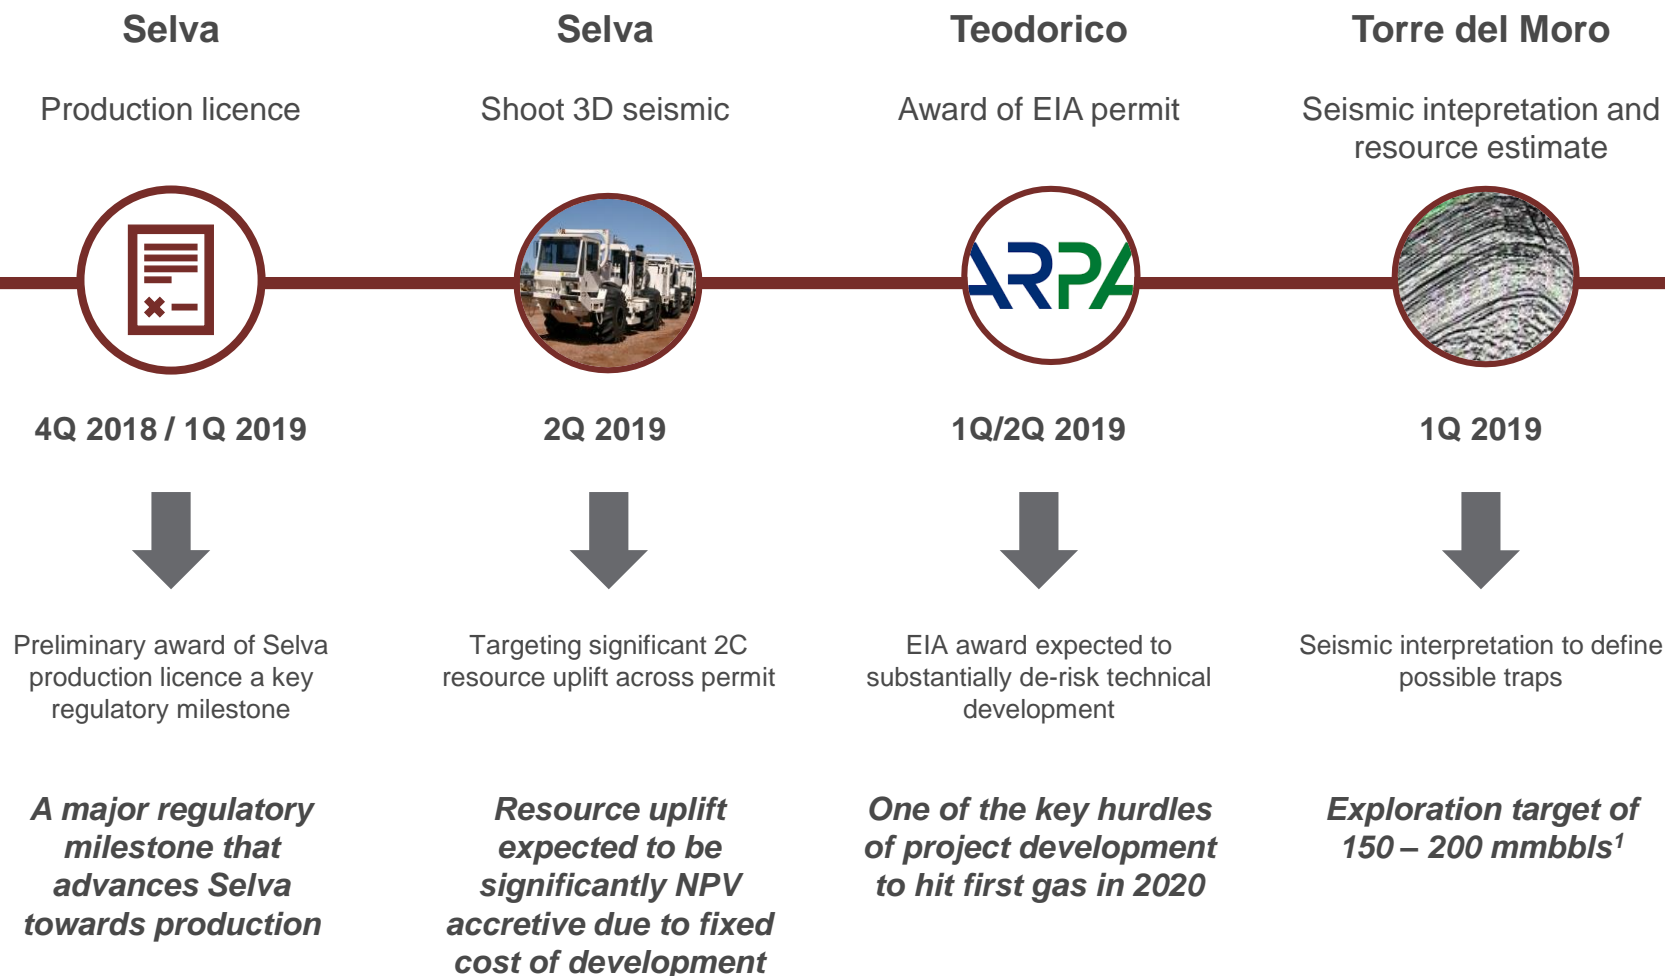 Selva
Production licence
4Q 2018 / 1Q 2019
Preliminary award of Selva
production licence a key
regulatory milestone
A major regulatory
milestone that
advances Selva
towards production
Selva
Shoot 3D seismic
2Q 2019
Targeting significant 2C
resource uplift across permit
Resource uplift
expected to be
significantly NPV
accretive due to fixed
cost of development
Teodorico
Award of EIA permit
ARPA
1Q/2Q 2019
EIA award expected to
substantially de-risk technical
development
One of the key hurdles
of project development
to hit first gas in 2020
Torre del Moro
Seismic intepretation and
resource estimate
1Q 2019
Seismic interpretation to define
possible traps
Exploration target of
150 – 200 mmbbls¹